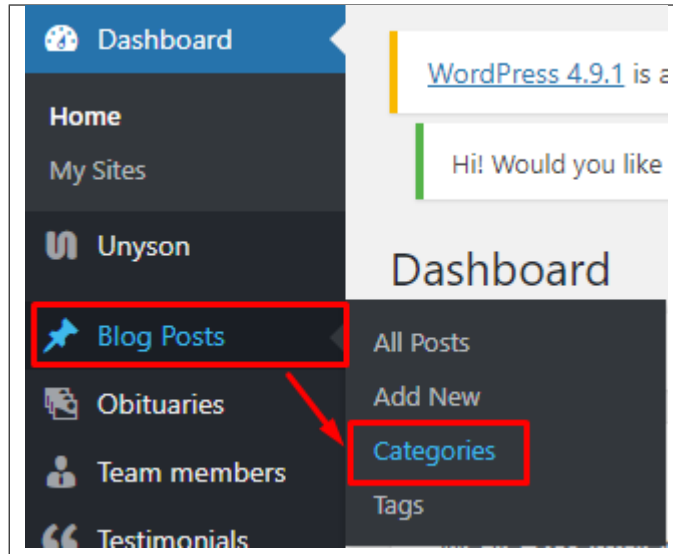 Dashboard
Home
My Sites
Unyson
Blog Posts
Obituaries
Team members
Testimonials
WordPress 4.9.1 is a
Hi! Would you like
Dashboard
All Posts
Add New
Categories
Tags